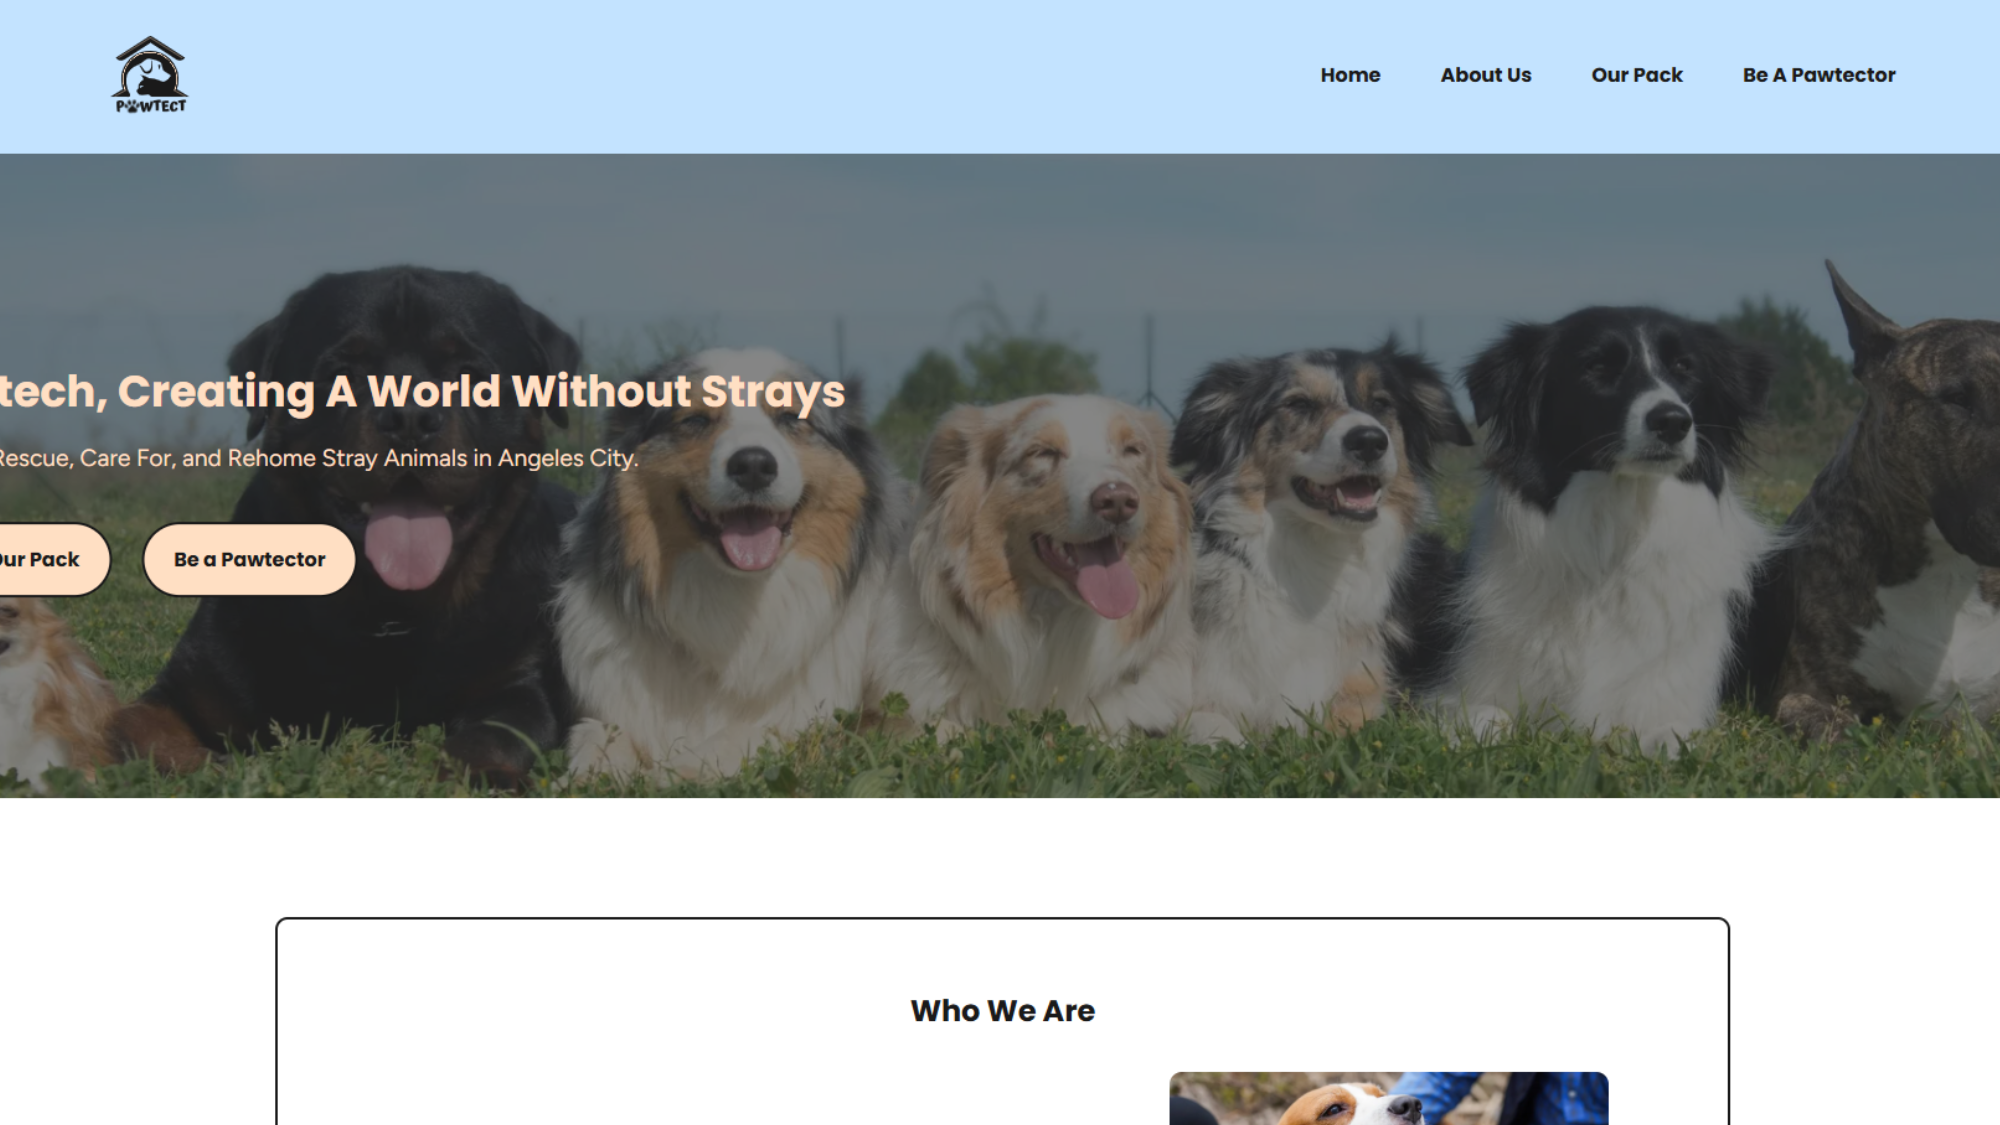 PAWTECT
Home About Us Our Pack Be A Pawtector
tech, Creating A World Without Strays
Rescue, Care For, and Rehome Stray Animals in Angeles City.
Our Pack Be a Pawtector
Who We Are